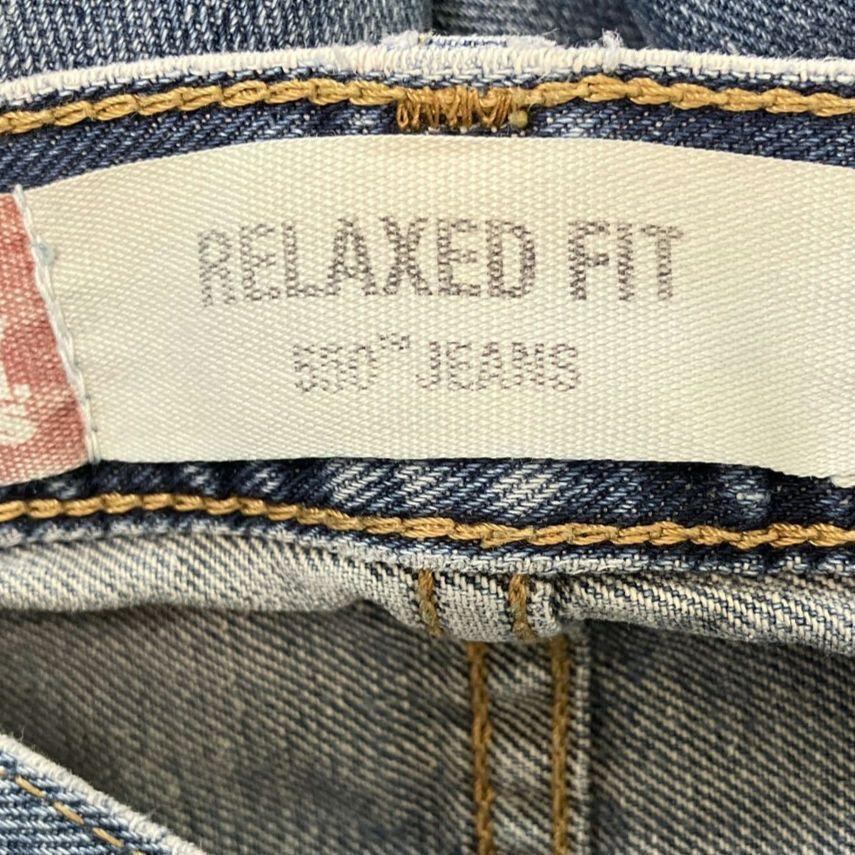 RELAXED FIT
550™ JEANS